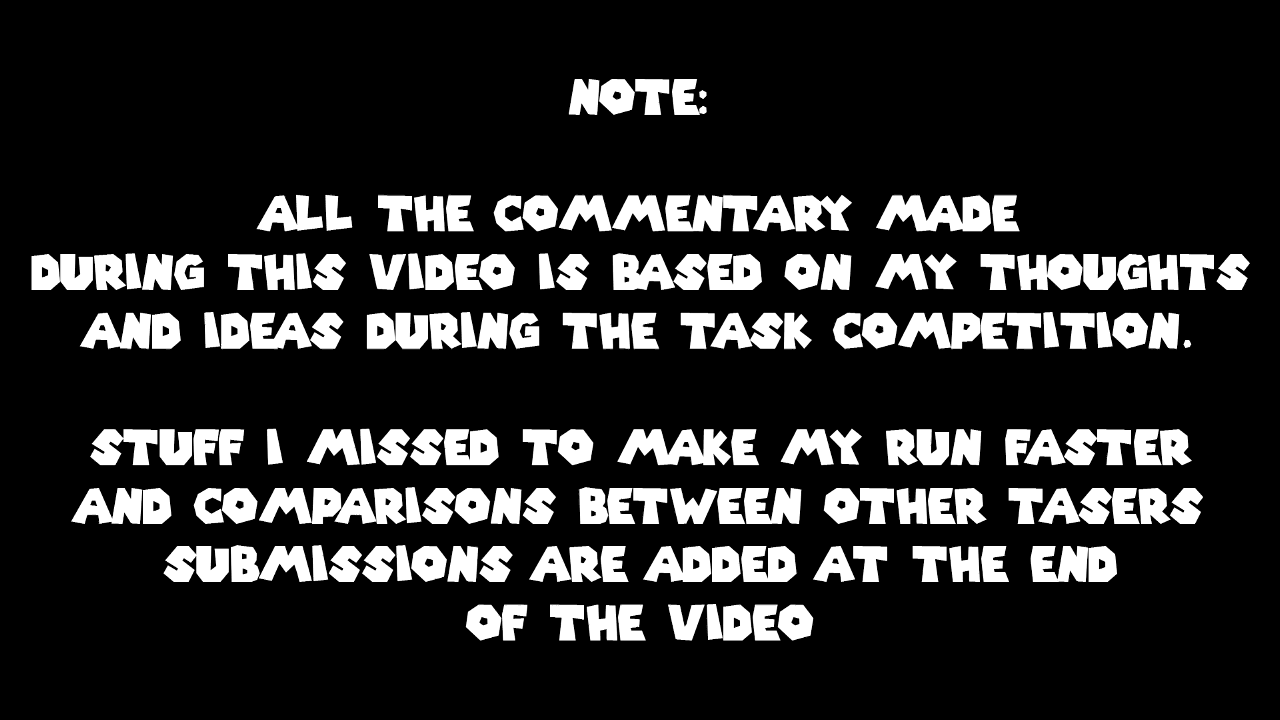 NOTE:
ALL THE COMMENTARY MADE
DURING THIS VIDEO IS BASED ON MY THOUGHTS
AND IDEAS DURING THE TASK COMPETITION.
STUFF I MISSED TO MAKE MY RUN FASTER
AND COMPARISONS BETWEEN OTHER TASERS
SUBMISSIONS ARE ADDED AT THE END
OF THE VIDEO